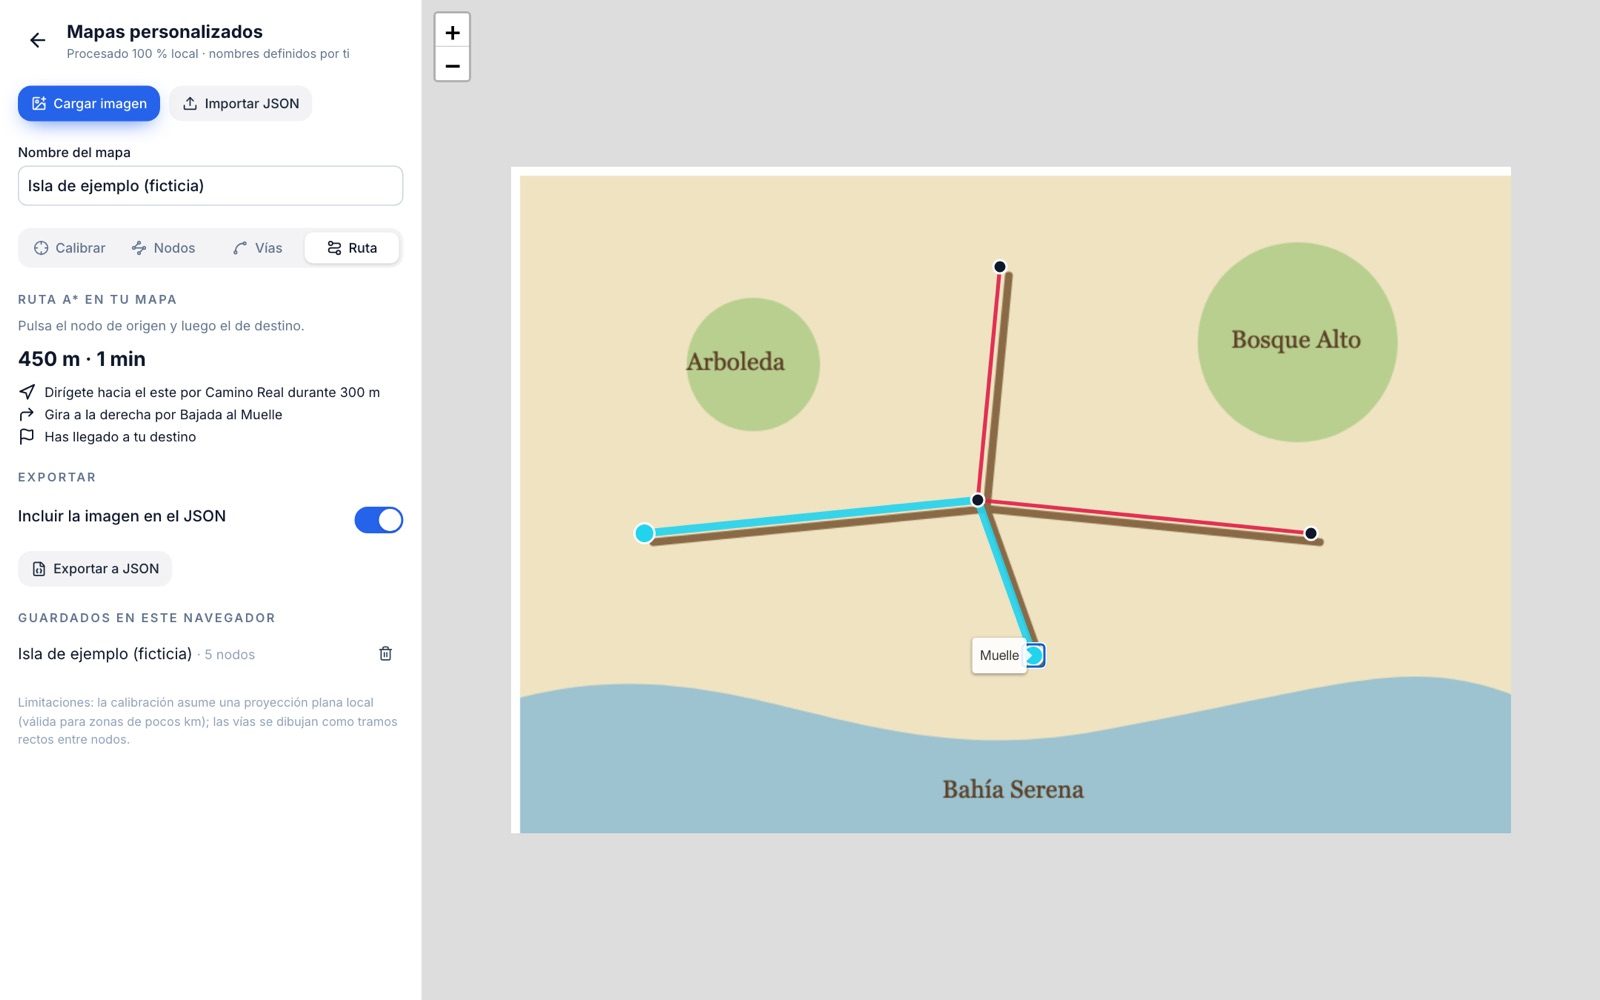 Mapas personalizados
Procesado 100 % local · nombres definidos por ti
Cargar imagen
Importar JSON
Nombre del mapa
Isla de ejemplo (ficticia)
Calibrar
Nodos
Vías
Ruta
RUTA A* EN TU MAPA
Pulsa el nodo de origen y luego el de destino.
450 m · 1 min
Dirígete hacia el este por Camino Real durante 300 m
Gira a la derecha por Bajada al Muelle
Has llegado a tu destino
EXPORTAR
Incluir la imagen en el JSON
Exportar a JSON
GUARDADOS EN ESTE NAVEGADOR
Isla de ejemplo (ficticia) · 5 nodos
Limitaciones: la calibración asume una proyección plana local
(válida para zonas de pocos km); las vías se dibujan como tramos
rectos entre nodos.
+
−
Arboleda
Bosque Alto
Muelle
Bahía Serena